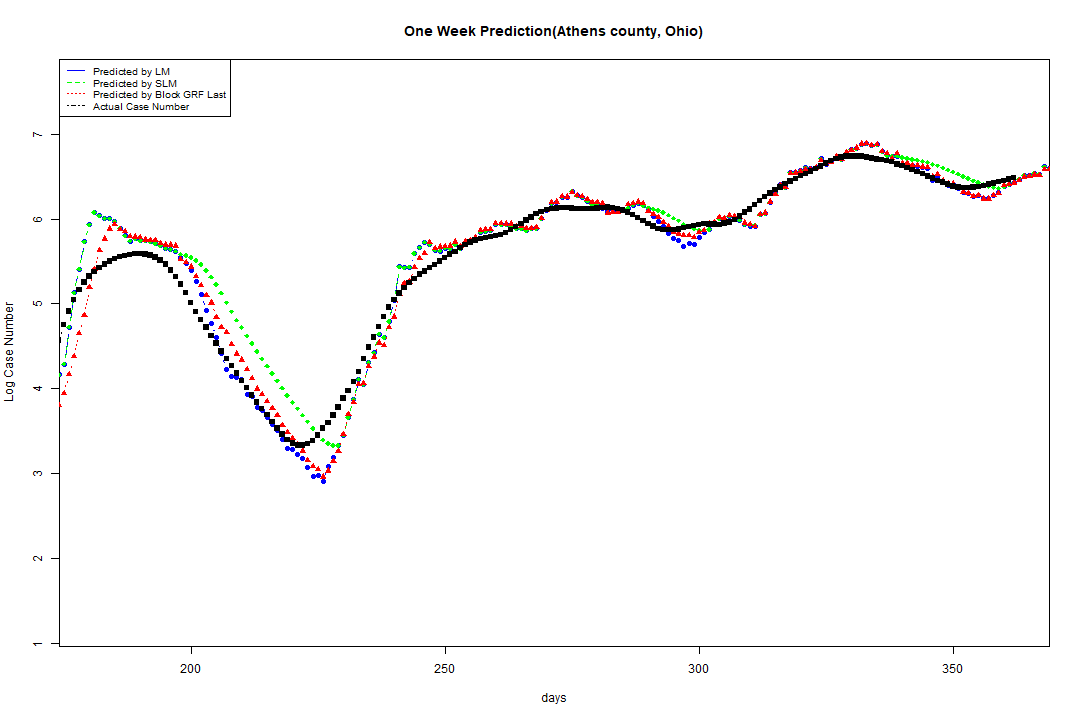 One Week Prediction(Athens county, Ohio)
Predicted by LM
Predicted by SLM
Predicted by Block GRF Last
Actual Case Number
7
6
5
4
3
2
1
Log Case Number
200 250 300 350
days